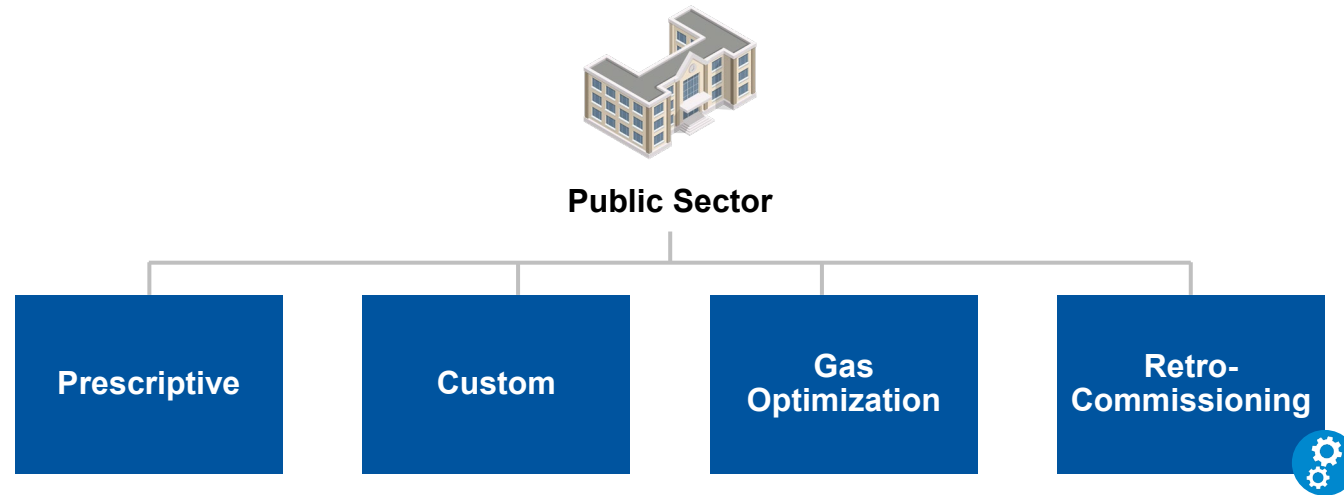 Public Sector
Prescriptive
Custom
Gas
Optimization
Retro-
Commissioning